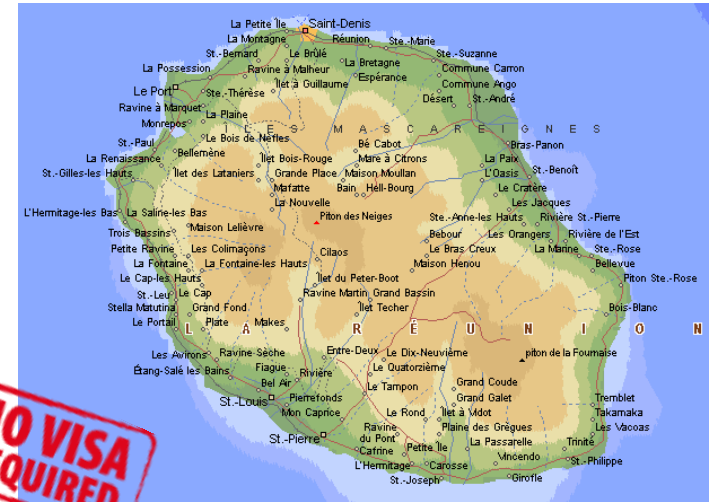 La Petite Île
Saint-Denis
La Montagne
Réunion
Ste.-Marie
St.-Bernard
Le Brûlé
Ste.-Suzanne
La Possession
Ravine à Malheur
La Bretagne
Commune Carron
Espérance
Le Port
Ste.-Thérèse
Îlet à Guillaume
Commune Ango
Désert
St.-André
Ravine à Marquet
La Plaine
Monrepos
ÎLES MASCAREIGNES
St.-Paul
Le Bois de Nèfles
Bé Cabot
Bras-Panon
La Renaissance
Bellemène
Îlet Bois-Rouge
Mare à Citrons
La Paix
St.-Gilles-les Hauts
Îlet des Lataniers
Grande Place
Maison Moullan
L'Oasis
St.-Benoît
Mafatte
Bain
Héll-Bourg
Le Cratère
La Nouvelle
Les Jacques
L'Hermitage-les Bas
La Saline-les Bas
Piton des Neiges
Ste.-Anne-les Hauts
Rivière St.-Pierre
Trois Bassins
Maison Lelièvre
Bebour
Les Orangers
Rivière de l'Est
Petite Ravine
Les Colimaçons
Cilaos
Le Bras Creux
La Marine
Ste.-Rose
La Fontaine
La Fontaine-les Hauts
Maison Henou
Bellevue
Le Cap-les Hauts
Îlet du Peter-Boot
Piton Ste.-Rose
St.-Leu
Le Cap
Ravine Martin
Grand Bassin
Stella Matutina
Grand Fond
Îlet Techer
Bois-Blanc
Le Portail
Plate
Makes
LA RÉUNION
Les Avirons
Ravine Sèche
Entre-Deux
Le Dix-Neuvième
piton de la Fournaise
Étang-Salé les Bains
Fiague
Rivière
Le Quatorzième
Bel Air
Le Tampon
Grand Coude
St.-Louis
Pierrefonds
Grand Galet
Tremblet
Mon Caprice
Le Rond
Îlet à Vidot
Takamaka
St.-Pierre
Ravine
du Pont
Plaine des Grègues
Les Vacoas
Petite Île
La Passarelle
Trinité
Cafrine
Vincendo
St.-Philippe
L'Hermitage
Carosse
St.-Joseph
Girofle
NO VISA
REQUIRED